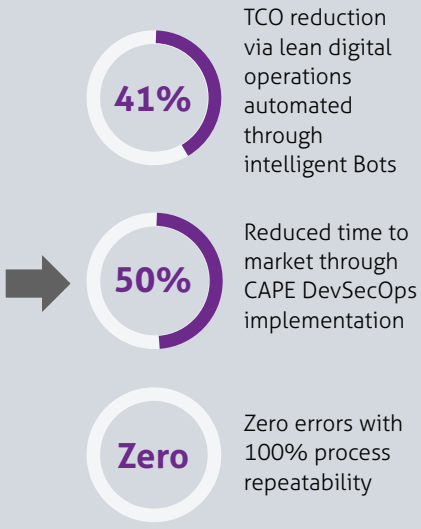 41%
TCO reduction
via lean digital
operations
automated
through
intelligent Bots
50%
Reduced time to
market through
CAPE DevSecOps
implementation
Zero
Zero errors with
100% process
repeatability